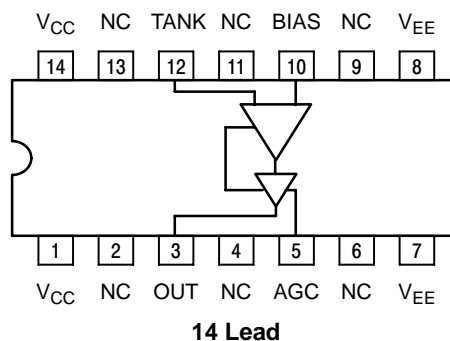 VCC NC TANK NC BIAS NC VEE
14 13 12 11 10 9 8
1 2 3 4 5 6 7
VCC NC OUT NC AGC NC VEE
14 Lead